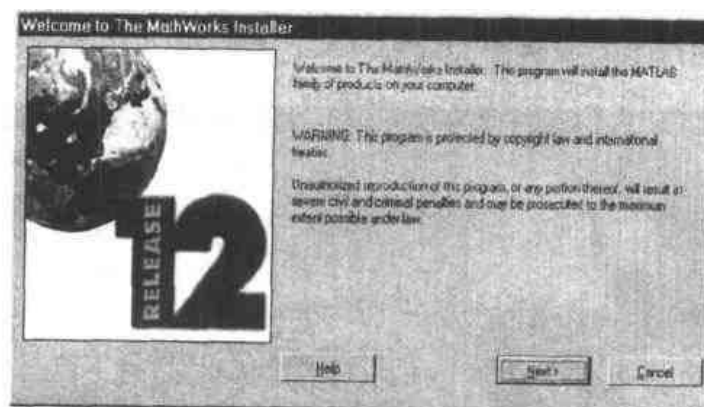 Welcome to The MathWorks Installer
Welcome to The MathWorks Installer. This program will install the MATLAB
family of products on your computer.
WARNING: This program is protected by copyright law and international
treaties.
Unauthorized reproduction of this program, or any portion thereof, will result in
severe civil and criminal penalties and may be prosecuted to the maximum
extent possible under law.
RELEASE
12
Help
Next >
Cancel